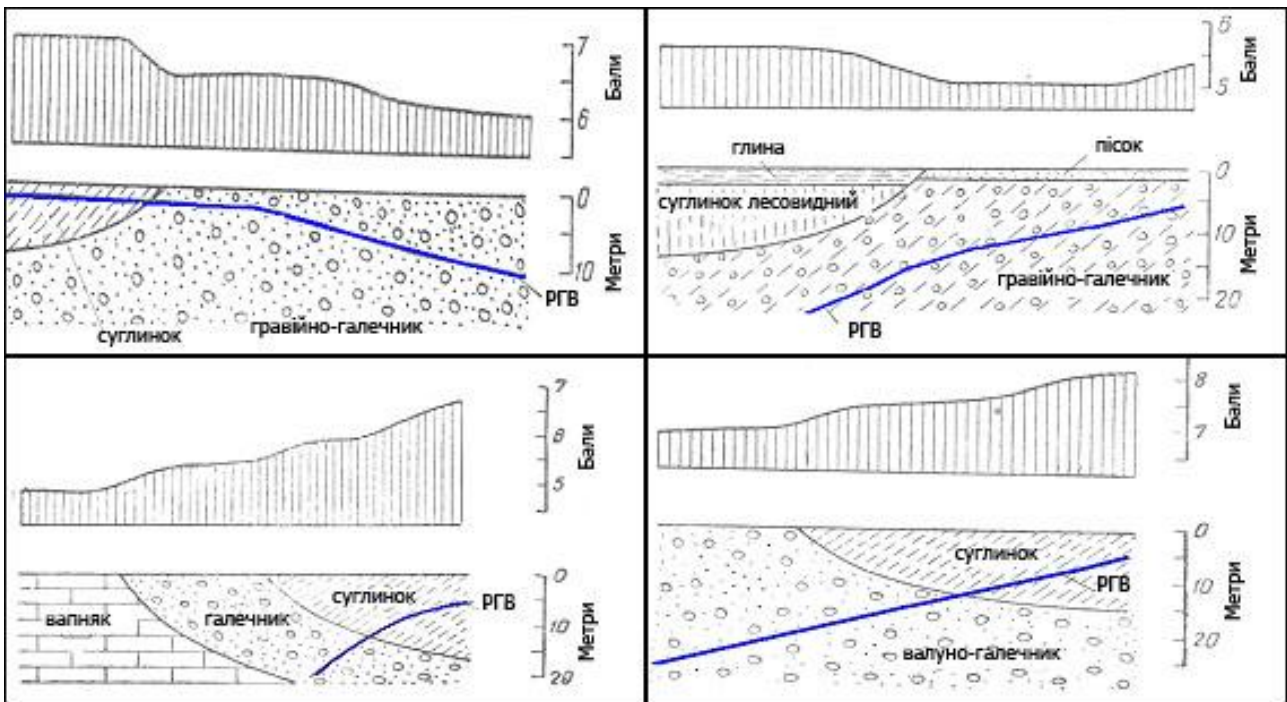 7
6
Бали
0
10
Метри
РГВ
суглинок
гравійно-галечник
6
5
Бали
глина
пісок
суглинок лесовидний
0
10
20
Метри
гравійно-галечник
РГВ
7
6
5
Бали
0
10
20
Метри
вапняк
галечник
суглинок
РГВ
8
7
Бали
0
10
20
Метри
суглинок
РГВ
валуно-галечник